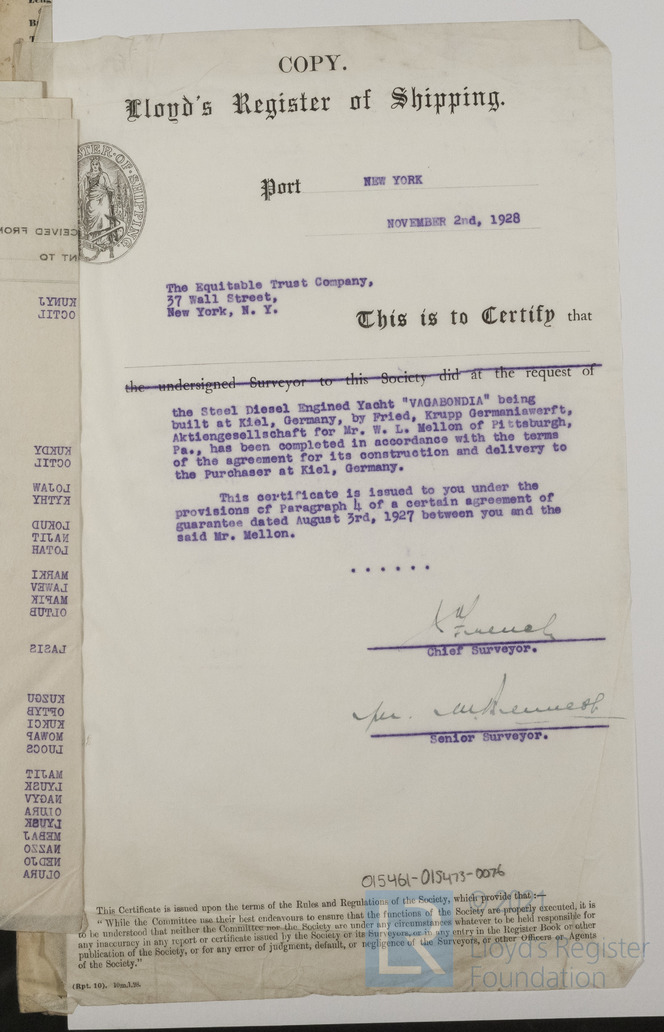 COPY.
Lloyd's Register of Shipping.
Port NEW YORK
NOVEMBER 2nd, 1928
The Equitable Trust Company,
37 Wall Street,
New York, N. Y.
This is to Certify that
the undersigned Surveyor to this Society did at the request of
the Steel Diesel Engined Yacht "VAGABONDIA" being
built at Kiel, Germany, by Fried, Krupp Germaniawerft,
Aktiengesellschaft for Mr. W. L. Mellon of Pittsburgh,
Pa., has been completed in accordance with the terms
of the agreement for its construction and delivery to
the Purchaser at Kiel, Germany.
This certificate is issued to you under the
provisions of Paragraph 4 of a certain agreement of
guarantee dated August 3rd, 1927 between you and the
said Mr. Mellon.
. . . . . .
French
Chief Surveyor.
Senior Surveyor.
015461-015473-0076
This Certificate is issued upon the terms of the Rules and Regulations of the Society, which provide that :—
"While the Committee use their best endeavours to ensure that the functions of the Society are properly executed, it is
to be understood that neither the Committee nor the Society are under any circumstances whatever to be held responsible for
any inaccuracy in any report or certificate issued by the Society or its Surveyors, or in any entry in the Register Book or other
publication of the Society, or for any error of judgment, default, or negligence of the Surveyors, or other Officers or Agents
of the Society."
(Rpt. 10).
LR
Lloyd's Register
Foundation